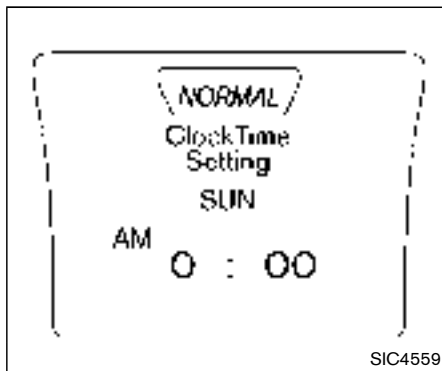 NORMAL
Clock Time
Setting
SUN
AM
0 : 00
SIC4559